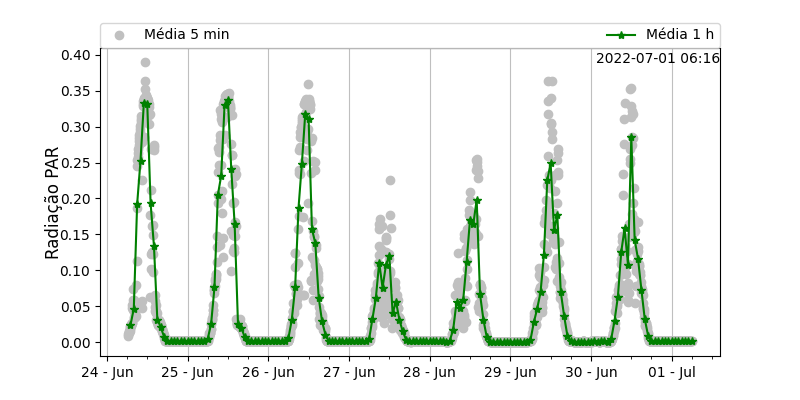 Média 5 min
Média 1 h
2022-07-01 06:16
Radiação PAR
0.40
0.35
0.30
0.25
0.20
0.15
0.10
0.05
0.00
24 - Jun
25 - Jun
26 - Jun
27 - Jun
28 - Jun
29 - Jun
30 - Jun
01 - Jul